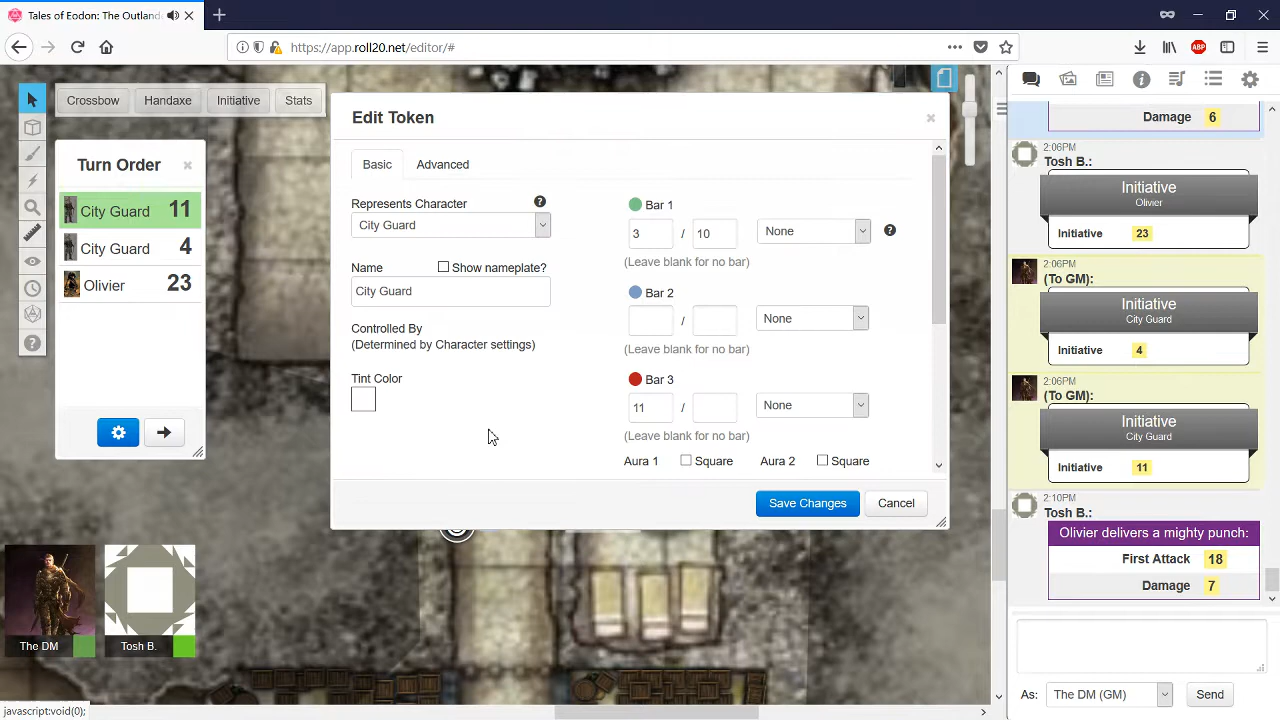 Tales of Eodon: The Outlande
https://app.roll20.net/editor/#
ABP
Crossbow
Handaxe
Initiative
Stats
Turn Order
City Guard 11
City Guard 4
Olivier 23
Edit Token
Basic
Advanced
Represents Character
City Guard
Name
Show nameplate?
City Guard
Controlled By
(Determined by Character settings)
Tint Color
Bar 1
3 / 10
None
(Leave blank for no bar)
Bar 2
/
None
(Leave blank for no bar)
Bar 3
11 /
None
(Leave blank for no bar)
Aura 1
Square
Aura 2
Square
Save Changes
Cancel
The DM
Tosh B.
Damage 6
2:06PM
Tosh B.:
Initiative
Olivier
Initiative 23
2:06PM
(To GM):
Initiative
City Guard
Initiative 4
2:06PM
(To GM):
Initiative
City Guard
Initiative 11
2:10PM
Tosh B.:
Olivier delivers a mighty punch:
First Attack 18
Damage 7
As:
The DM (GM)
Send
javascript:void(0);